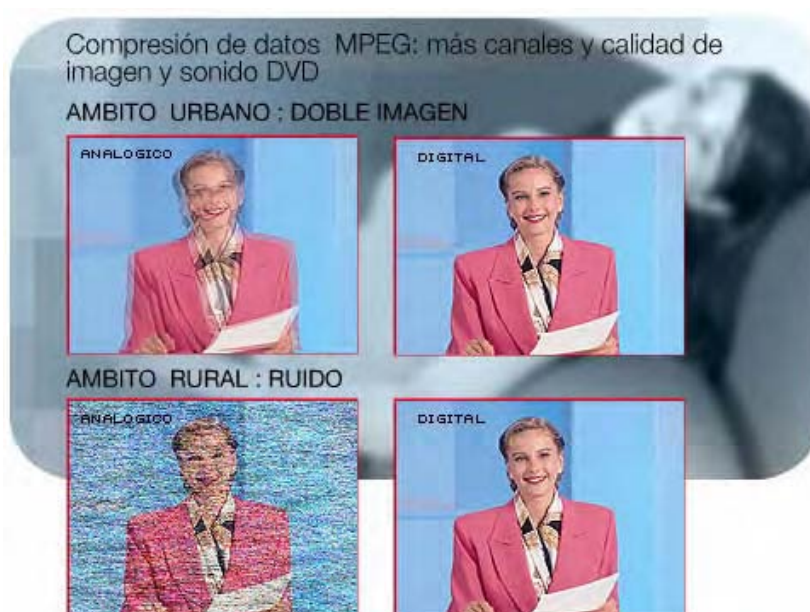 Compresión de datos MPEG: más canales y calidad de
imagen y sonido DVD
AMBITO URBANO : DOBLE IMAGEN
ANALOGICO
DIGITAL
AMBITO RURAL : RUIDO
ANALOGICO
DIGITAL